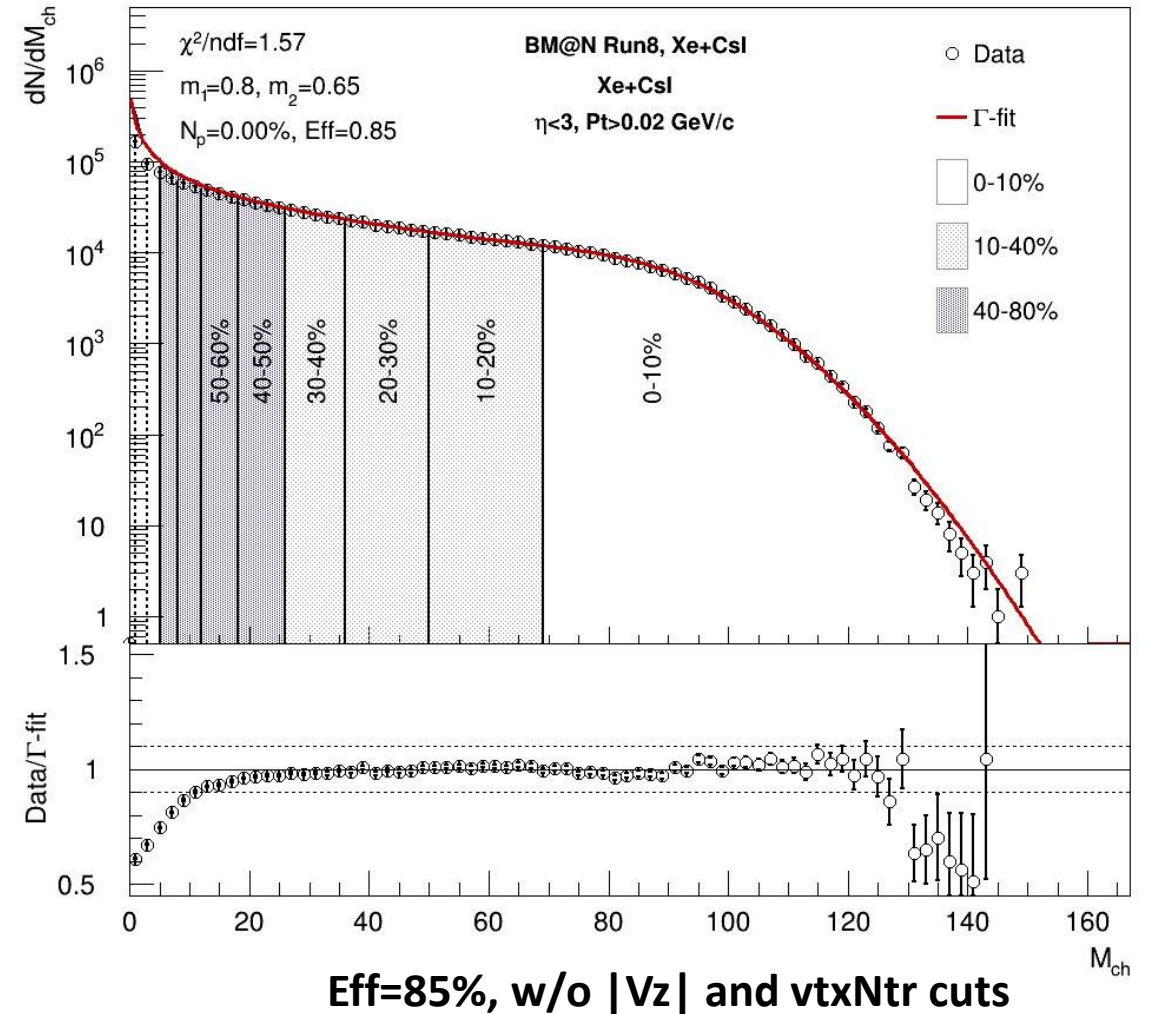 dN/dM_ch
10⁶
10⁵
10⁴
10³
10²
10
1
χ²/ndf=1.57
m₁=0.8, m₂=0.65
Nₚ=0.00%, Eff=0.85
BM@N Run8, Xe+CsI
Xe+CsI
η<3, Pt>0.02 GeV/c
Data
Γ-fit
0-10%
10-40%
40-80%
50-60%
40-50%
30-40%
20-30%
10-20%
0-10%
Data/Γ-fit
1.5
1
0.5
0 20 40 60 80 100 120 140 160
M_ch
Eff=85%, w/o |Vz| and vtxNtr cuts